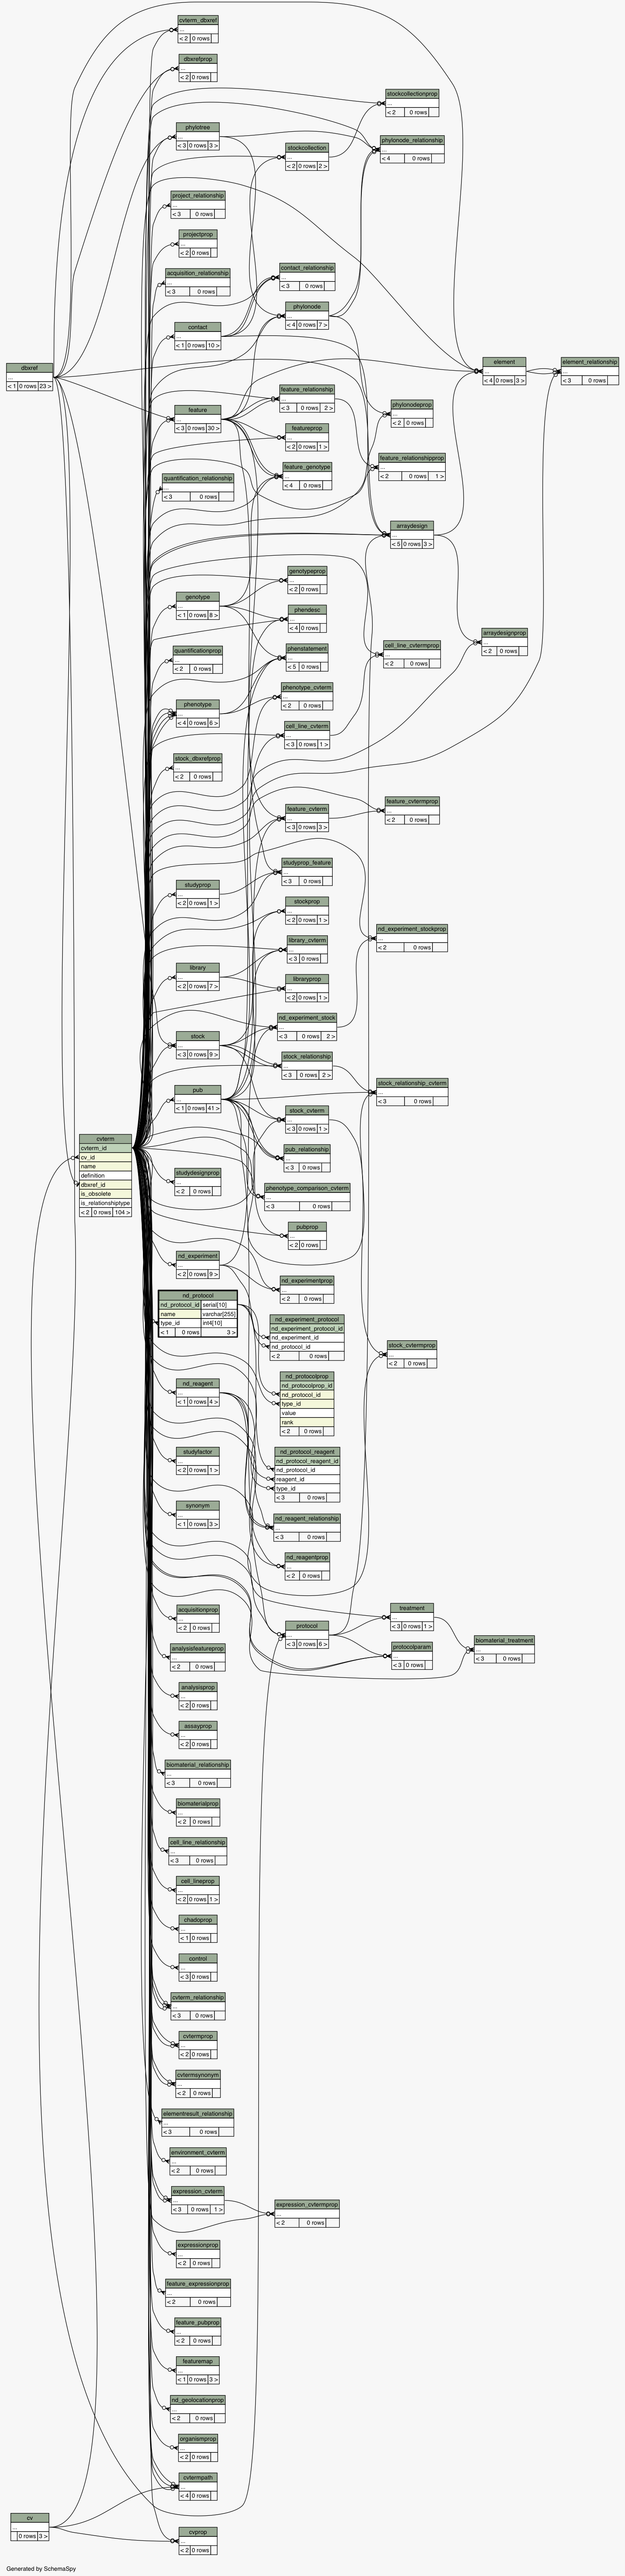 dbxref
...
< 1 0 rows 23 >
cv
...
0 rows 3 >
cvterm
cvterm_id
cv_id
name
definition
dbxref_id
is_obsolete
is_relationshiptype
< 2 0 rows 104 >
cvterm_dbxref
...
< 2 0 rows
dbxrefprop
...
< 2 0 rows
phylotree
...
< 3 0 rows 3 >
project_relationship
...
< 3 0 rows
projectprop
...
< 2 0 rows
acquisition_relationship
...
< 3 0 rows
contact
...
< 1 0 rows 10 >
feature
...
< 3 0 rows 30 >
quantification_relationship
...
< 3 0 rows
genotype
...
< 1 0 rows 8 >
quantificationprop
...
< 2 0 rows
phenotype
...
< 4 0 rows 6 >
stock_dbxrefprop
...
< 2 0 rows
studyprop
...
< 2 0 rows 1 >
library
...
< 2 0 rows 7 >
stock
...
< 3 0 rows 9 >
pub
...
< 1 0 rows 41 >
studydesignprop
...
< 2 0 rows
nd_experiment
...
< 2 0 rows 9 >
nd_protocol
nd_protocol_id serial[10]
name varchar[255]
type_id int4[10]
< 1 0 rows 3 >
nd_reagent
...
< 1 0 rows 4 >
studyfactor
...
< 2 0 rows 1 >
synonym
...
< 1 0 rows 3 >
acquisitionprop
...
< 2 0 rows
analysisfeatureprop
...
< 2 0 rows
analysisprop
...
< 2 0 rows
assayprop
...
< 2 0 rows
biomaterial_relationship
...
< 3 0 rows
biomaterialprop
...
< 2 0 rows
cell_line_relationship
...
< 3 0 rows
cell_lineprop
...
< 2 0 rows 1 >
chadoprop
...
< 1 0 rows
control
...
< 3 0 rows
cvterm_relationship
...
< 3 0 rows
cvtermprop
...
< 2 0 rows
cvtermsynonym
...
< 2 0 rows
elementresult_relationship
...
< 3 0 rows
environment_cvterm
...
< 2 0 rows
expression_cvterm
...
< 3 0 rows 1 >
expressionprop
...
< 2 0 rows
feature_expressionprop
...
< 2 0 rows
feature_pubprop
...
< 2 0 rows
featuremap
...
< 1 0 rows 3 >
nd_geolocationprop
...
< 2 0 rows
organismprop
...
< 2 0 rows
cvtermpath
...
< 4 0 rows
cvprop
...
< 2 0 rows
stockcollection
...
< 2 0 rows 2 >
contact_relationship
...
< 3 0 rows
phylonode
...
< 4 0 rows 7 >
feature_relationship
...
< 3 0 rows 2 >
featureprop
...
< 2 0 rows 1 >
feature_genotype
...
< 4 0 rows
genotypeprop
...
< 2 0 rows
phendesc
...
< 4 0 rows
phenstatement
...
< 5 0 rows
phenotype_cvterm
...
< 2 0 rows
cell_line_cvterm
...
< 3 0 rows 1 >
feature_cvterm
...
< 3 0 rows 3 >
studyprop_feature
...
< 3 0 rows
stockprop
...
< 2 0 rows 1 >
library_cvterm
...
< 3 0 rows
libraryprop
...
< 2 0 rows 1 >
nd_experiment_stock
...
< 3 0 rows 2 >
stock_relationship
...
< 3 0 rows 2 >
stock_cvterm
...
< 3 0 rows 1 >
pub_relationship
...
< 3 0 rows
phenotype_comparison_cvterm
...
< 3 0 rows
pubprop
...
< 2 0 rows
nd_experimentprop
...
< 2 0 rows
nd_experiment_protocol
nd_experiment_protocol_id
nd_experiment_id
nd_protocol_id
< 2 0 rows
nd_protocolprop
nd_protocolprop_id
nd_protocol_id
type_id
value
rank
< 2 0 rows
nd_protocol_reagent
nd_protocol_reagent_id
nd_protocol_id
reagent_id
type_id
< 3 0 rows
nd_reagent_relationship
...
< 3 0 rows
nd_reagentprop
...
< 2 0 rows
protocol
...
< 3 0 rows 6 >
expression_cvtermprop
...
< 2 0 rows
stockcollectionprop
...
< 2 0 rows
phylonode_relationship
...
< 4 0 rows
phylonodeprop
...
< 2 0 rows
feature_relationshipprop
...
< 2 0 rows 1 >
arraydesign
...
< 5 0 rows 3 >
cell_line_cvtermprop
...
< 2 0 rows
feature_cvtermprop
...
< 2 0 rows
nd_experiment_stockprop
...
< 2 0 rows
stock_relationship_cvterm
...
< 3 0 rows
stock_cvtermprop
...
< 2 0 rows
treatment
...
< 3 0 rows 1 >
protocolparam
...
< 3 0 rows
element
...
< 4 0 rows 3 >
arraydesignprop
...
< 2 0 rows
biomaterial_treatment
...
< 3 0 rows
element_relationship
...
< 3 0 rows
Generated by SchemaSpy